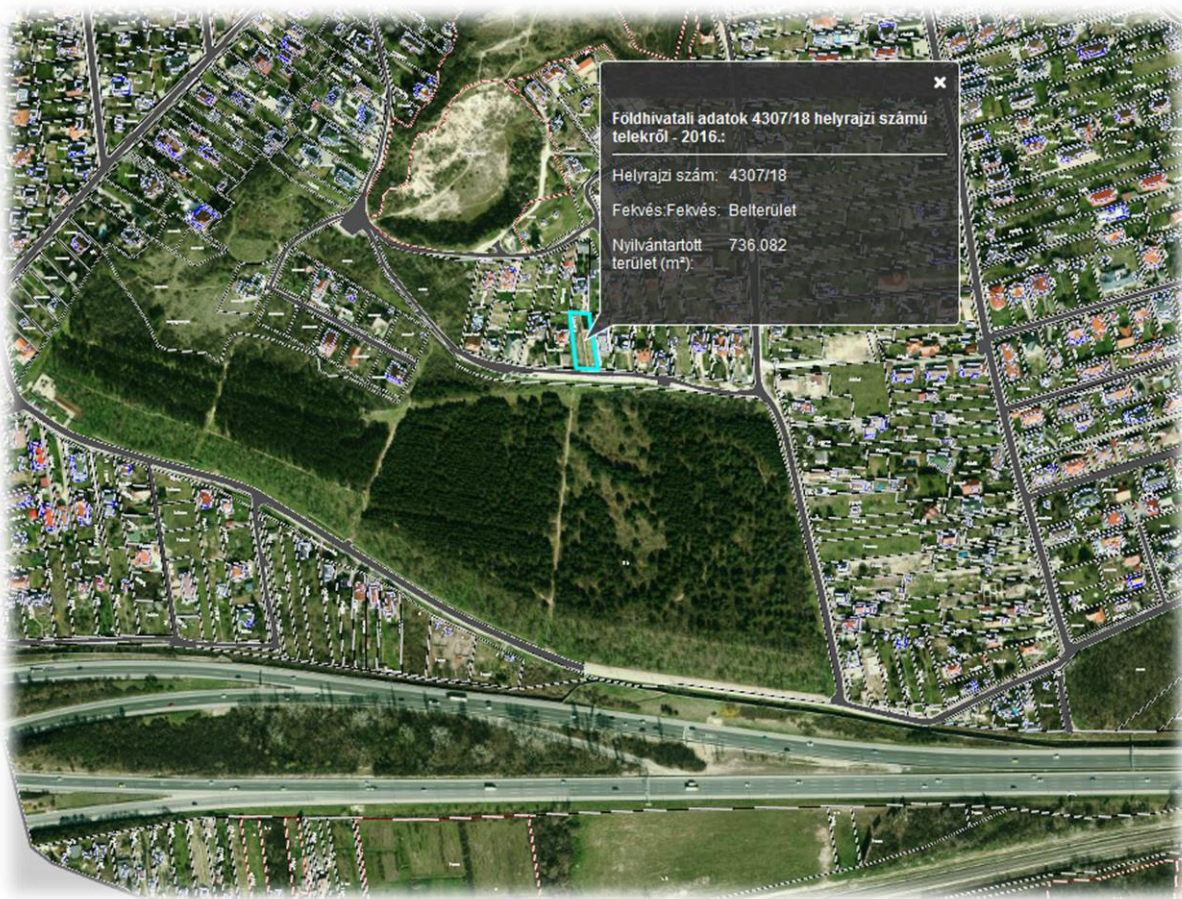 Földhivatali adatok 4307/18 helyrajzi számú
telekről - 2016.:
Helyrajzi szám: 4307/18
Fekvés:Fekvés: Belterület
Nyilvántartott 736.082
terület (m²):